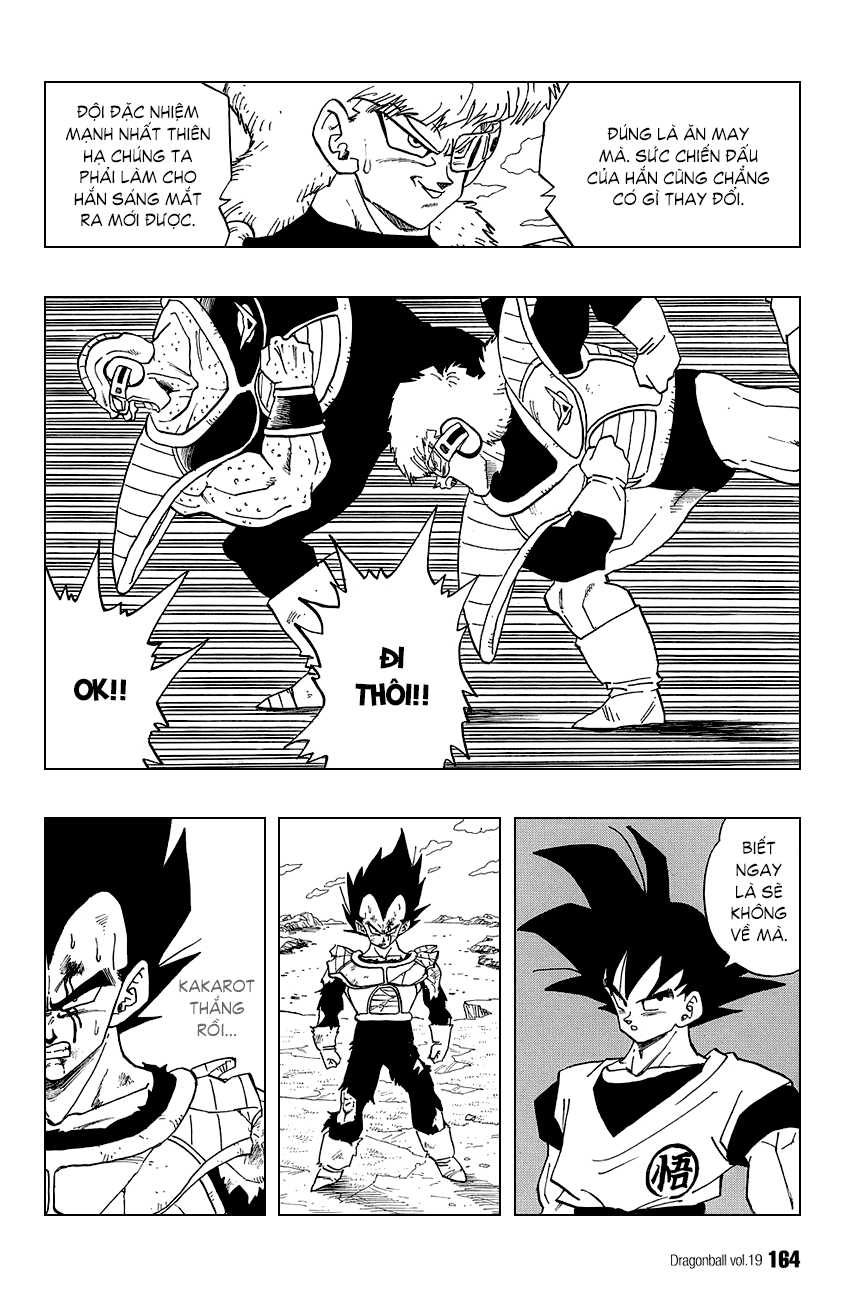 ĐÚNG LÀ ĂN MAY
MÀ. SỨC CHIẾN ĐẤU
CỦA HẮN CŨNG CHẲNG
CÓ GÌ THAY ĐỔI.
ĐỘI ĐẶC NHIỆM
MẠNH NHẤT THIÊN
HẠ CHÚNG TA
PHẢI LÀM CHO
HẮN SÁNG MẮT
RA MỚI ĐƯỢC.
ĐI
THÔI!!
OK!!
BIẾT
NGAY
LÀ SẼ
KHÔNG
VỀ MÀ.
悟
KAKAROT
THẮNG
RỒI...
Dragonball vol.19 164